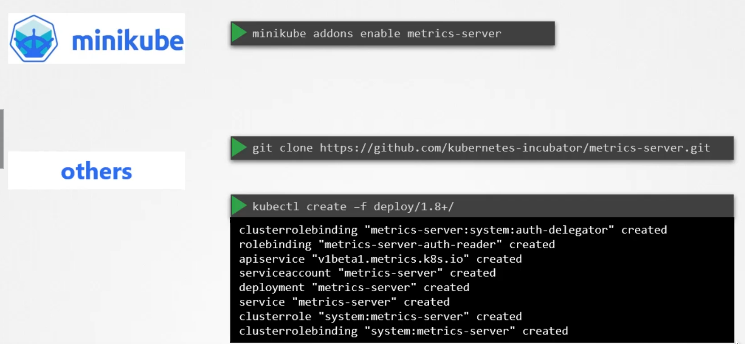 minikube
minikube addons enable metrics-server
git clone https://github.com/kubernetes-incubator/metrics-server.git
others
kubectl create –f deploy/1.8+/
clusterrolebinding "metrics-server:system:auth-delegator" created
rolebinding "metrics-server-auth-reader" created
apiservice "v1beta1.metrics.k8s.io" created
serviceaccount "metrics-server" created
deployment "metrics-server" created
service "metrics-server" created
clusterrole "system:metrics-server" created
clusterrolebinding "system:metrics-server" created